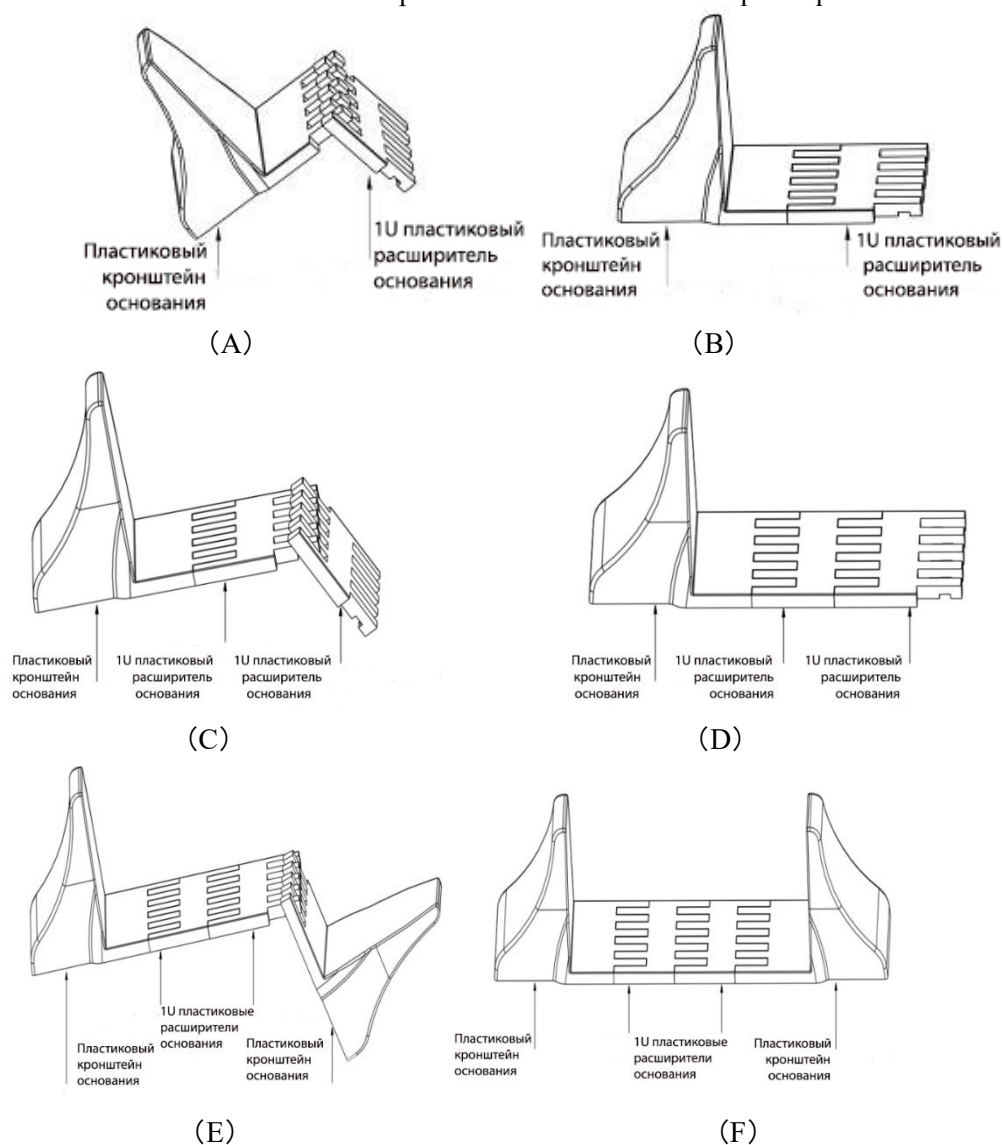 Пластиковый
кронштейн
основания
1U пластиковый
расширитель
основания
Пластиковый
кронштейн
основания
1U пластиковый
расширитель
основания
(A)
(B)
Пластиковый
кронштейн
основания
1U пластиковый
расширитель
основания
1U пластиковый
расширитель
основания
Пластиковый
кронштейн
основания
1U пластиковый
расширитель
основания
1U пластиковый
расширитель
основания
(C)
(D)
Пластиковый
кронштейн
основания
1U пластиковые
расширители
основания
Пластиковый
кронштейн
основания
Пластиковый
кронштейн
основания
1U пластиковые
расширители
основания
Пластиковый
кронштейн
основания
(E)
(F)